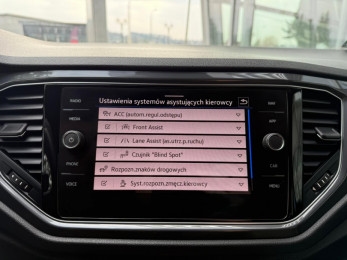 Ustawienia systemów asystujących kierowcy
RADIO
NAV
ACC (autom.regul.odstępu)
MEDIA
APP
Front Assist
PHONE
Lane Assist (as.utrz.p.ruchu)
CAR
Czujnik "Blind Spot"
VOICE
MENU
Rozpozn.znaków drogowych
Syst.rozpozn.zmęcz.kierowcy